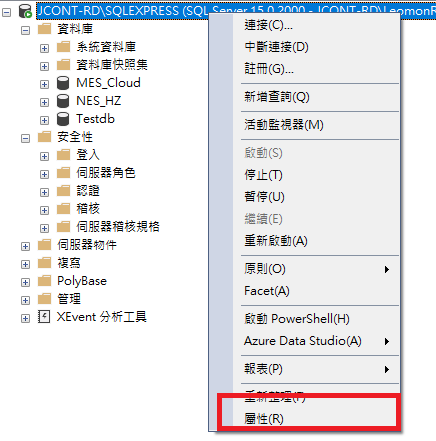 JCONT-RD\SQLEXPRESS (SQL Server 15.0.2000 - JCONT-RD\LeomonR
資料庫
系統資料庫
資料庫快照集
MES_Cloud
NES_HZ
Testdb
安全性
登入
伺服器角色
認證
稽核
伺服器稽核規格
伺服器物件
複寫
PolyBase
管理
XEvent 分析工具
連接(C)...
中斷連接(D)
註冊(G)...
新增查詢(Q)
活動監視器(M)
啟動(S)
停止(T)
暫停(U)
繼續(E)
重新啟動(A)
原則(O)
Facet(A)
啟動 PowerShell(H)
Azure Data Studio(A)
報表(P)
重新整理(F)
屬性(R)